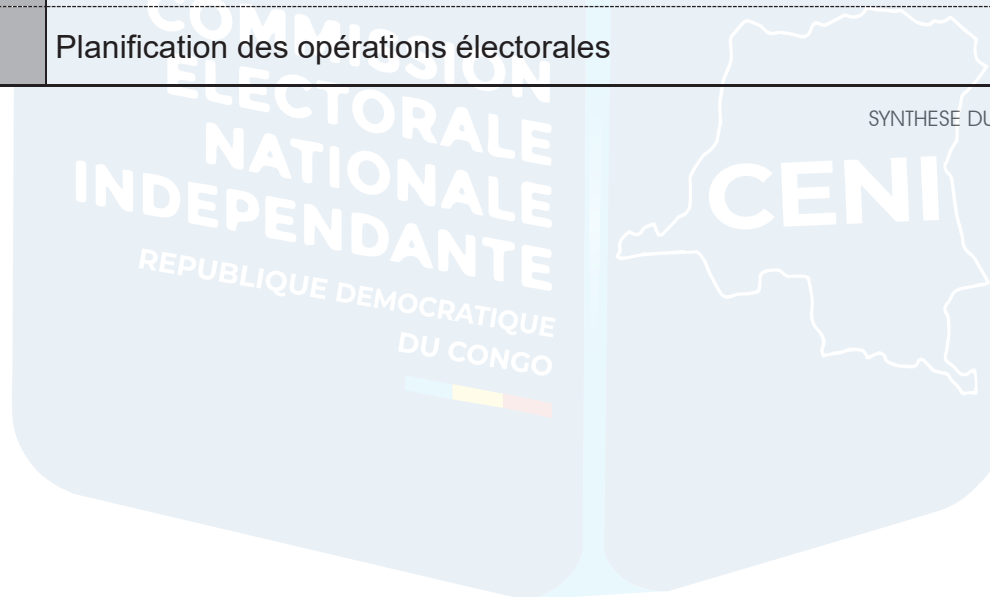 Planification des opérations électorales
SYNTHESE DU
COMMISSION
ELECTORALE
NATIONALE
INDEPENDANTE
REPUBLIQUE DEMOCRATIQUE
DU CONGO
CENI